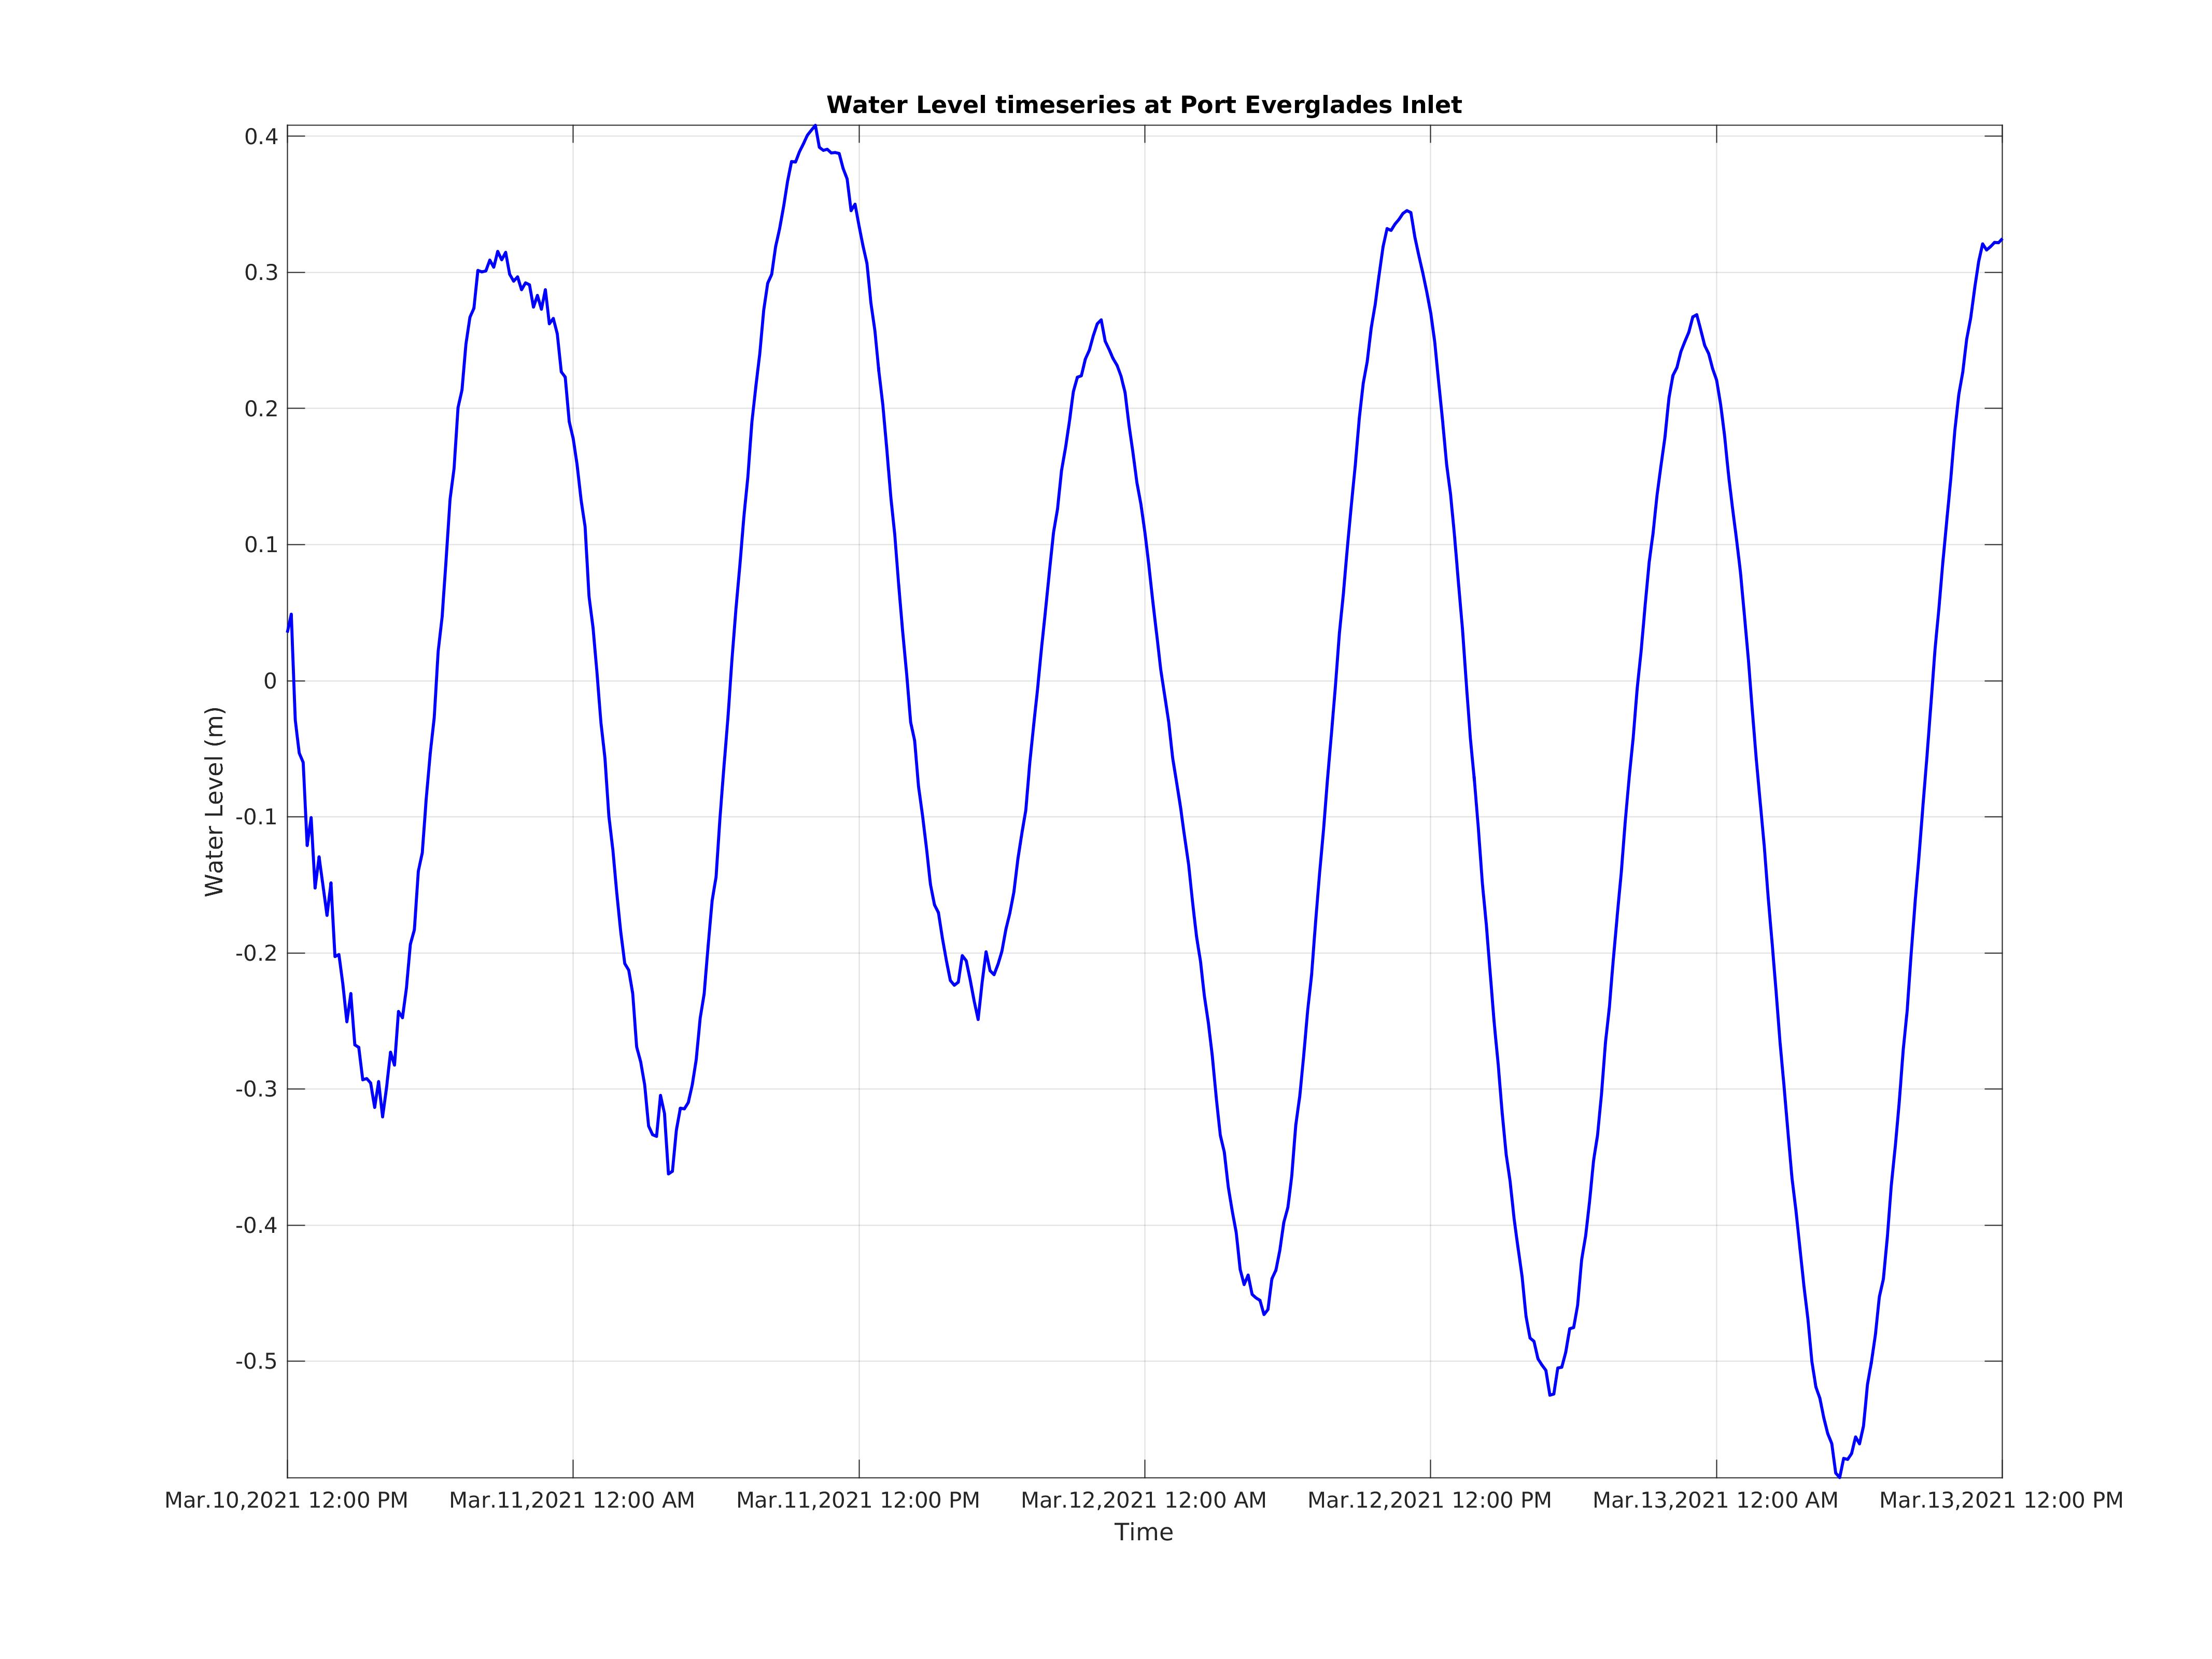 Water Level timeseries at Port Everglades Inlet
0.4
0.3
0.2
0.1
0
-0.1
-0.2
-0.3
-0.4
-0.5
Water Level (m)
Mar.10,2021 12:00 PM
Mar.11,2021 12:00 AM
Mar.11,2021 12:00 PM
Mar.12,2021 12:00 AM
Mar.12,2021 12:00 PM
Mar.13,2021 12:00 AM
Mar.13,2021 12:00 PM
Time